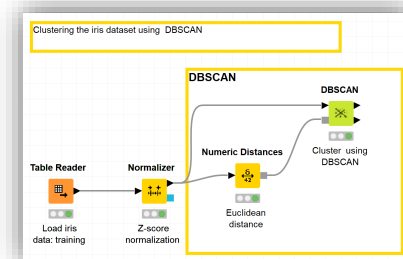 Clustering the iris dataset using DBSCAN
DBSCAN
DBSCAN
Cluster using
DBSCAN
Table Reader
Normalizer
Numeric Distances
Load iris
data: training
Z-score
normalization
Euclidean
distance